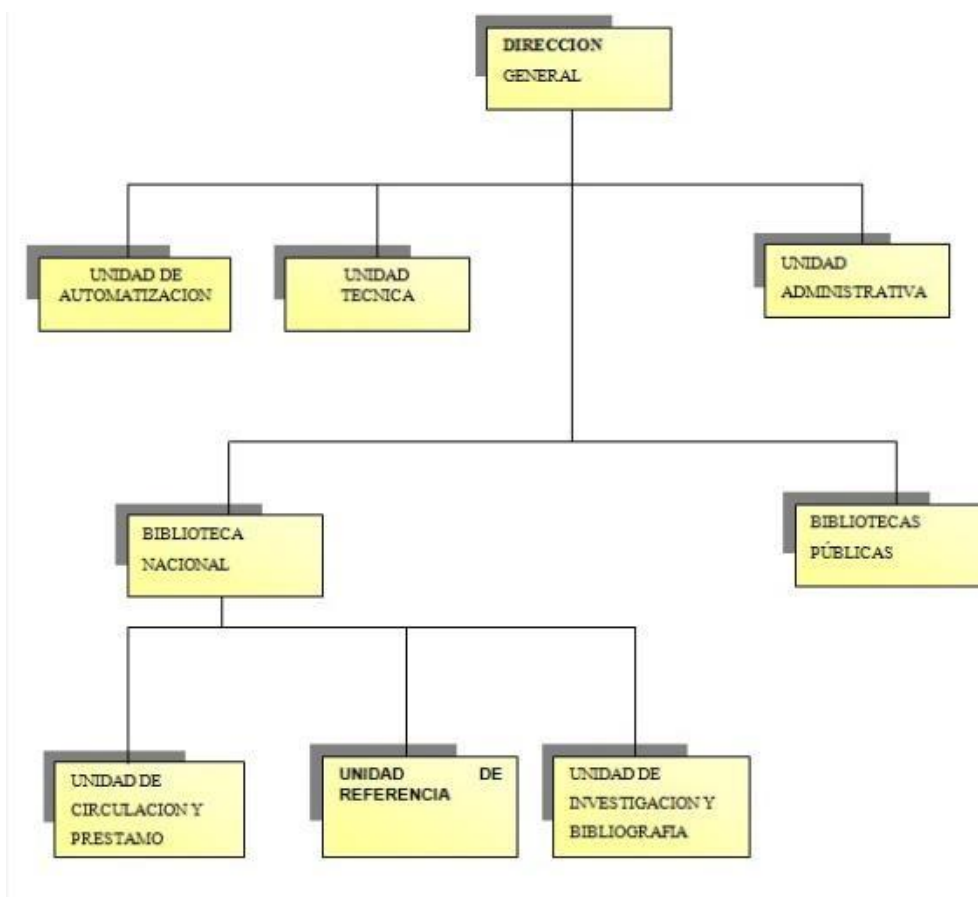 DIRECCION
GENERAL
UNIDAD DE
AUTOMATIZACION
UNIDAD
TECNICA
UNIDAD
ADMINISTRATIVA
BIBLIOTECA
NACIONAL
BIBLIOTECAS
PÚBLICAS
UNIDAD DE
CIRCULACION Y
PRESTAMO
UNIDAD DE
REFERENCIA
UNIDAD DE
INVESTIGACION Y
BIBLIOGRAFIA